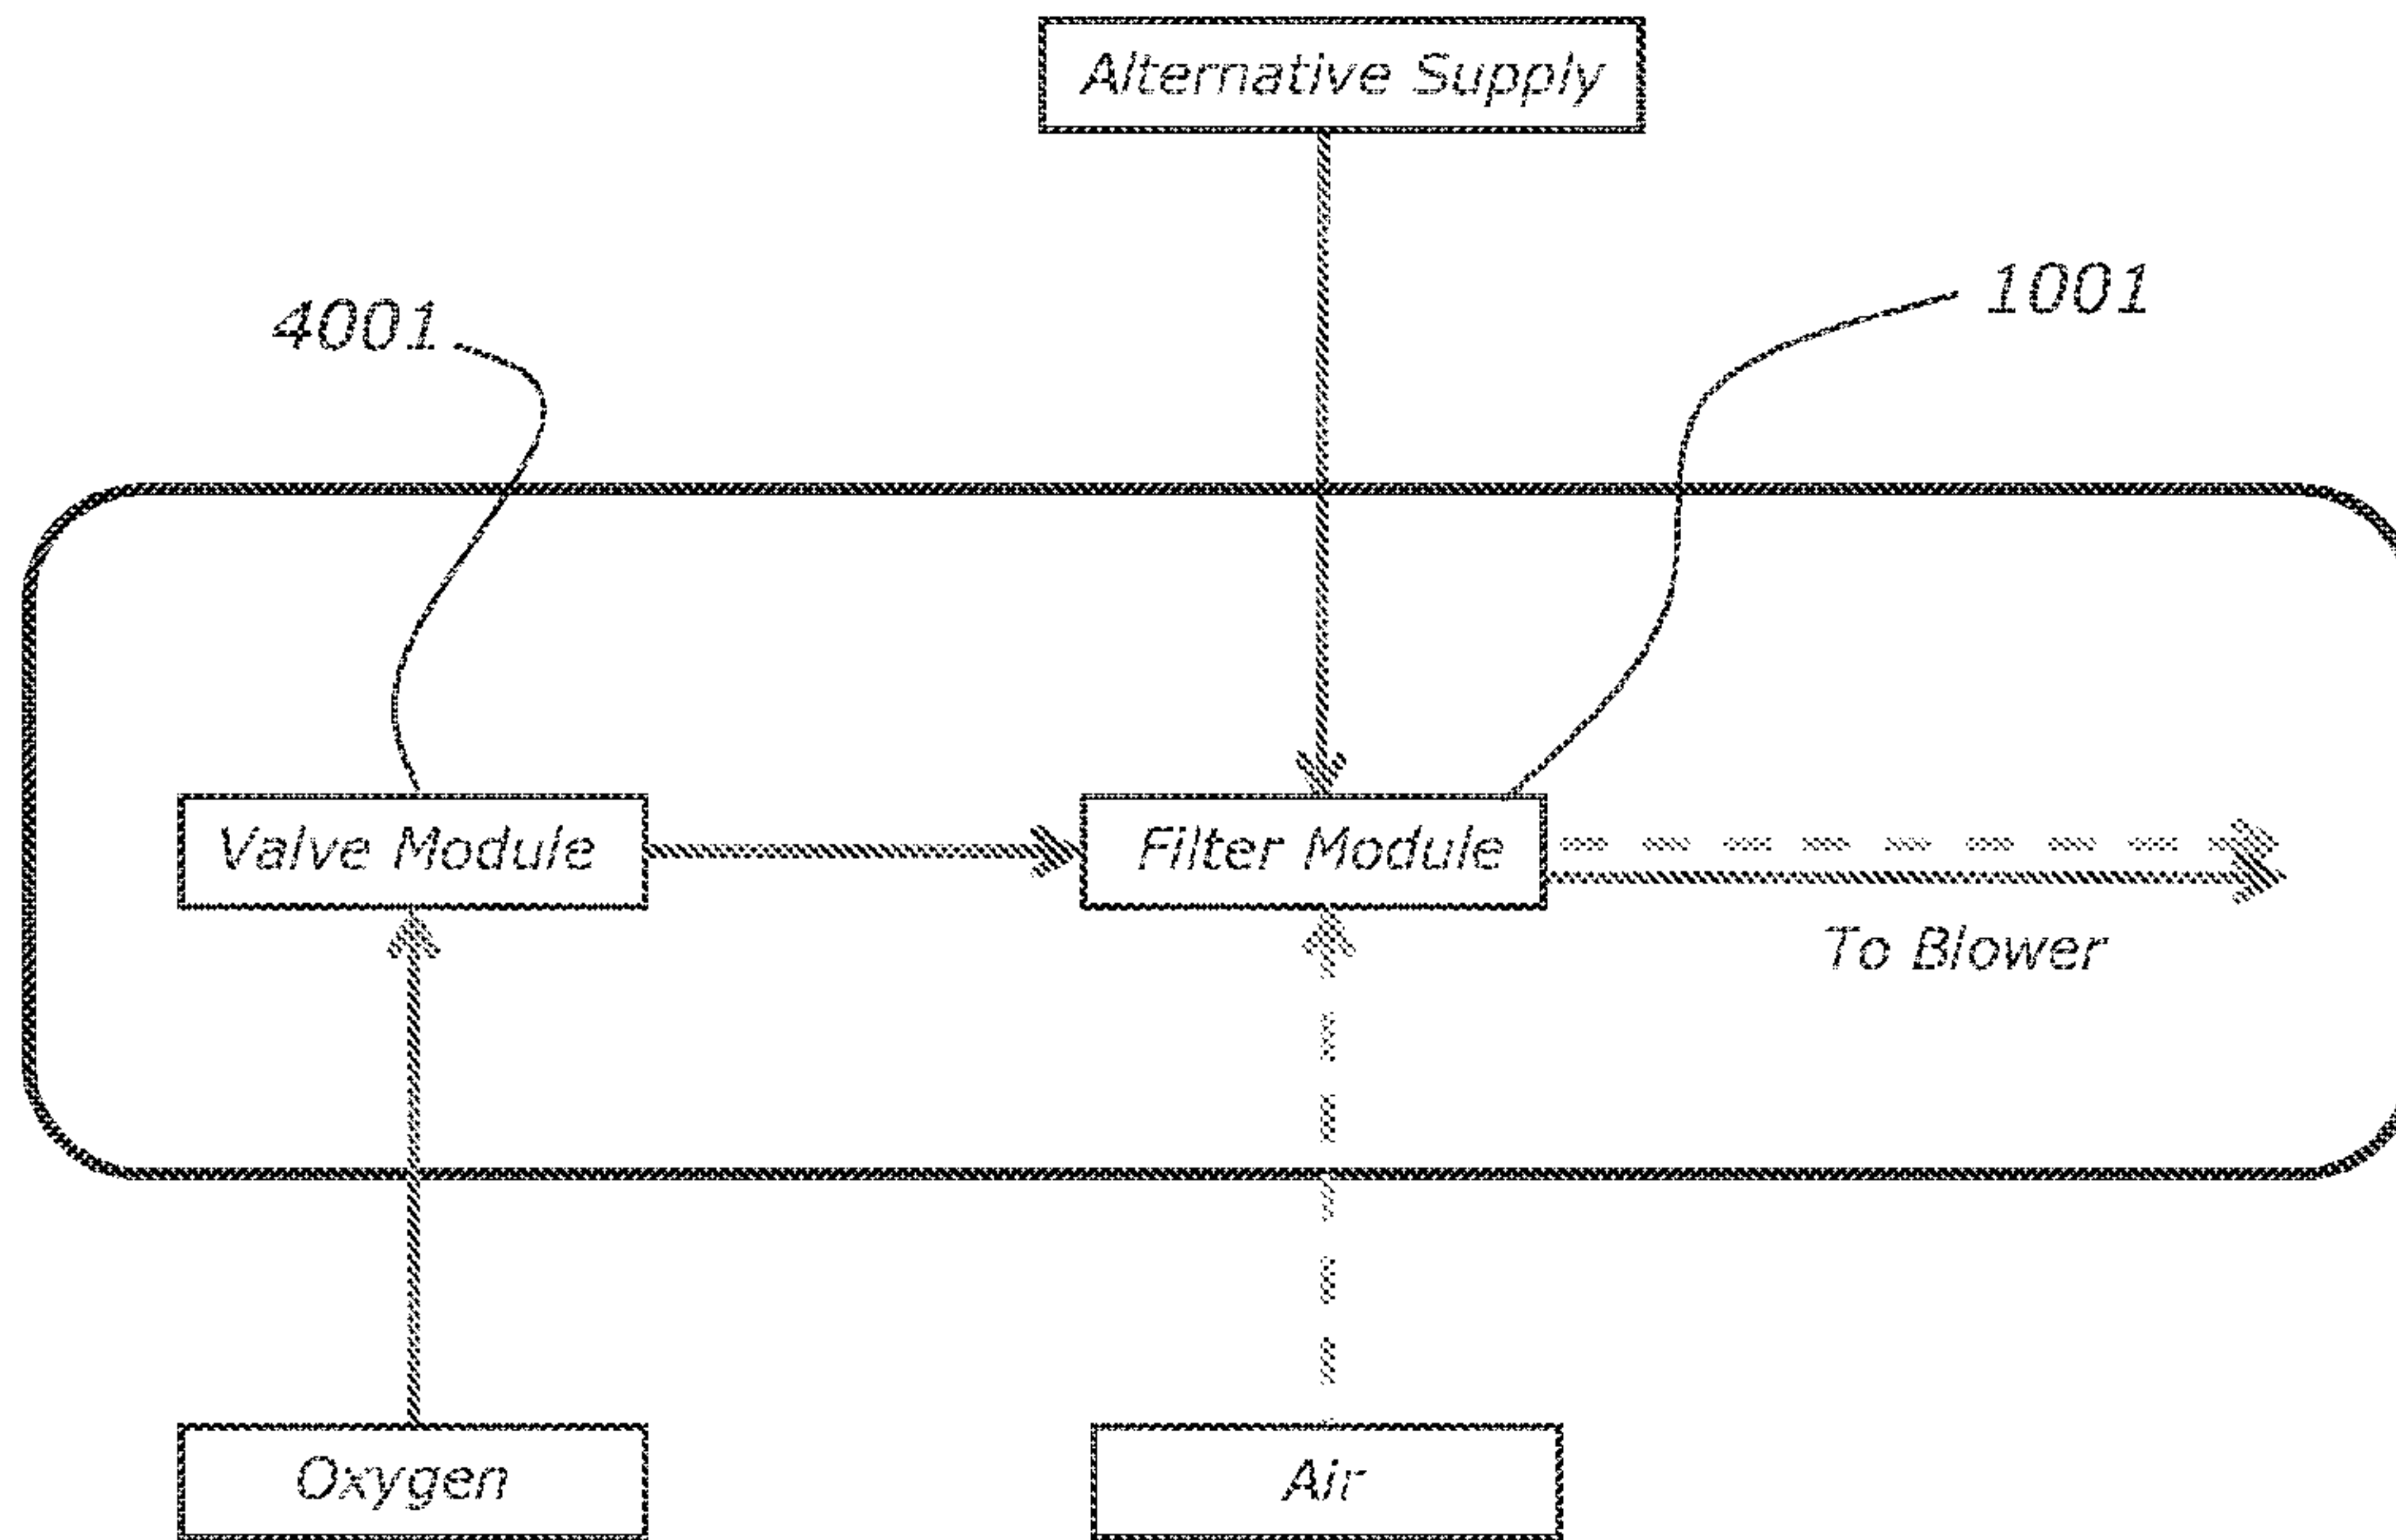 Alternative Supply
4001
1001
Valve Module
Filter Module
To Blower
Oxygen
Air